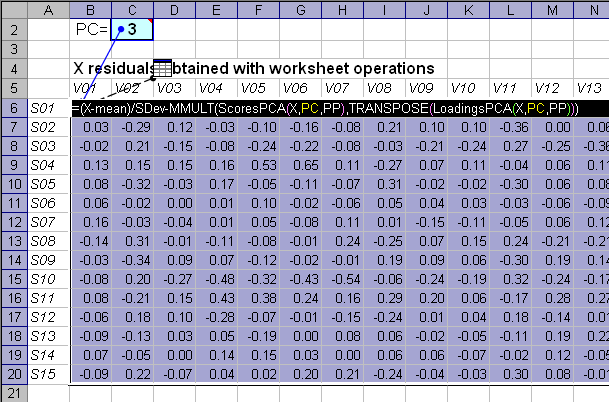 A B C D E F G H I J K L M N
2 PC= 3
3
4 X residuals obtained with worksheet operations
5 V01 V02 V03 V04 V05 V06 V07 V08 V09 V10 V11 V12 V13
6 S01 =(X-mean)/SDev-MMULT(ScoresPCA(X,PC,PP),TRANSPOSE(LoadingsPCA(X,PC,PP)))
7 S02 0.03 -0.29 0.12 -0.03 -0.10 -0.16 -0.08 0.21 0.10 0.10 -0.36 0.00 0.06
8 S03 -0.02 0.21 -0.15 -0.08 -0.24 -0.22 -0.08 -0.03 -0.21 -0.24 0.27 -0.25 -0.36
9 S04 0.13 0.15 0.15 0.16 0.53 0.65 0.11 -0.27 0.07 0.11 -0.04 0.06 0.11
10 S05 0.08 -0.32 -0.03 0.17 -0.05 -0.11 -0.07 0.31 -0.02 -0.02 -0.30 0.06 0.08
11 S06 0.06 -0.02 0.00 0.01 0.10 -0.02 -0.06 0.05 0.04 0.03 -0.03 -0.06 0.09
12 S07 0.16 -0.03 -0.04 0.01 0.05 -0.08 0.11 0.01 -0.15 -0.11 -0.05 0.06 0.12
13 S08 -0.14 0.31 -0.01 -0.11 -0.08 -0.01 0.24 -0.25 0.07 0.15 0.24 -0.21 -0.21
14 S09 -0.03 -0.34 0.09 0.07 -0.12 -0.02 -0.01 0.19 0.09 0.06 -0.30 0.19 0.14
15 S10 0.08 0.20 -0.27 -0.48 -0.32 -0.43 -0.54 -0.06 -0.24 -0.19 0.32 -0.24 -0.17
16 S11 0.08 -0.21 0.15 0.43 0.38 0.24 0.16 0.29 0.20 0.06 -0.17 0.28 0.27
17 S12 -0.06 0.18 0.10 -0.28 -0.07 -0.01 -0.15 -0.24 0.01 0.04 0.18 -0.14 0.01
18 S13 -0.09 -0.13 0.03 0.05 -0.19 0.00 0.08 0.06 -0.02 -0.05 -0.11 0.19 0.22
19 S14 0.07 -0.05 0.00 0.14 0.15 0.03 0.00 0.06 0.06 -0.07 -0.02 0.12 -0.05
20 S15 -0.09 0.22 -0.07 0.04 0.02 0.20 0.21 -0.24 -0.04 -0.03 0.30 0.08 -0.01
21